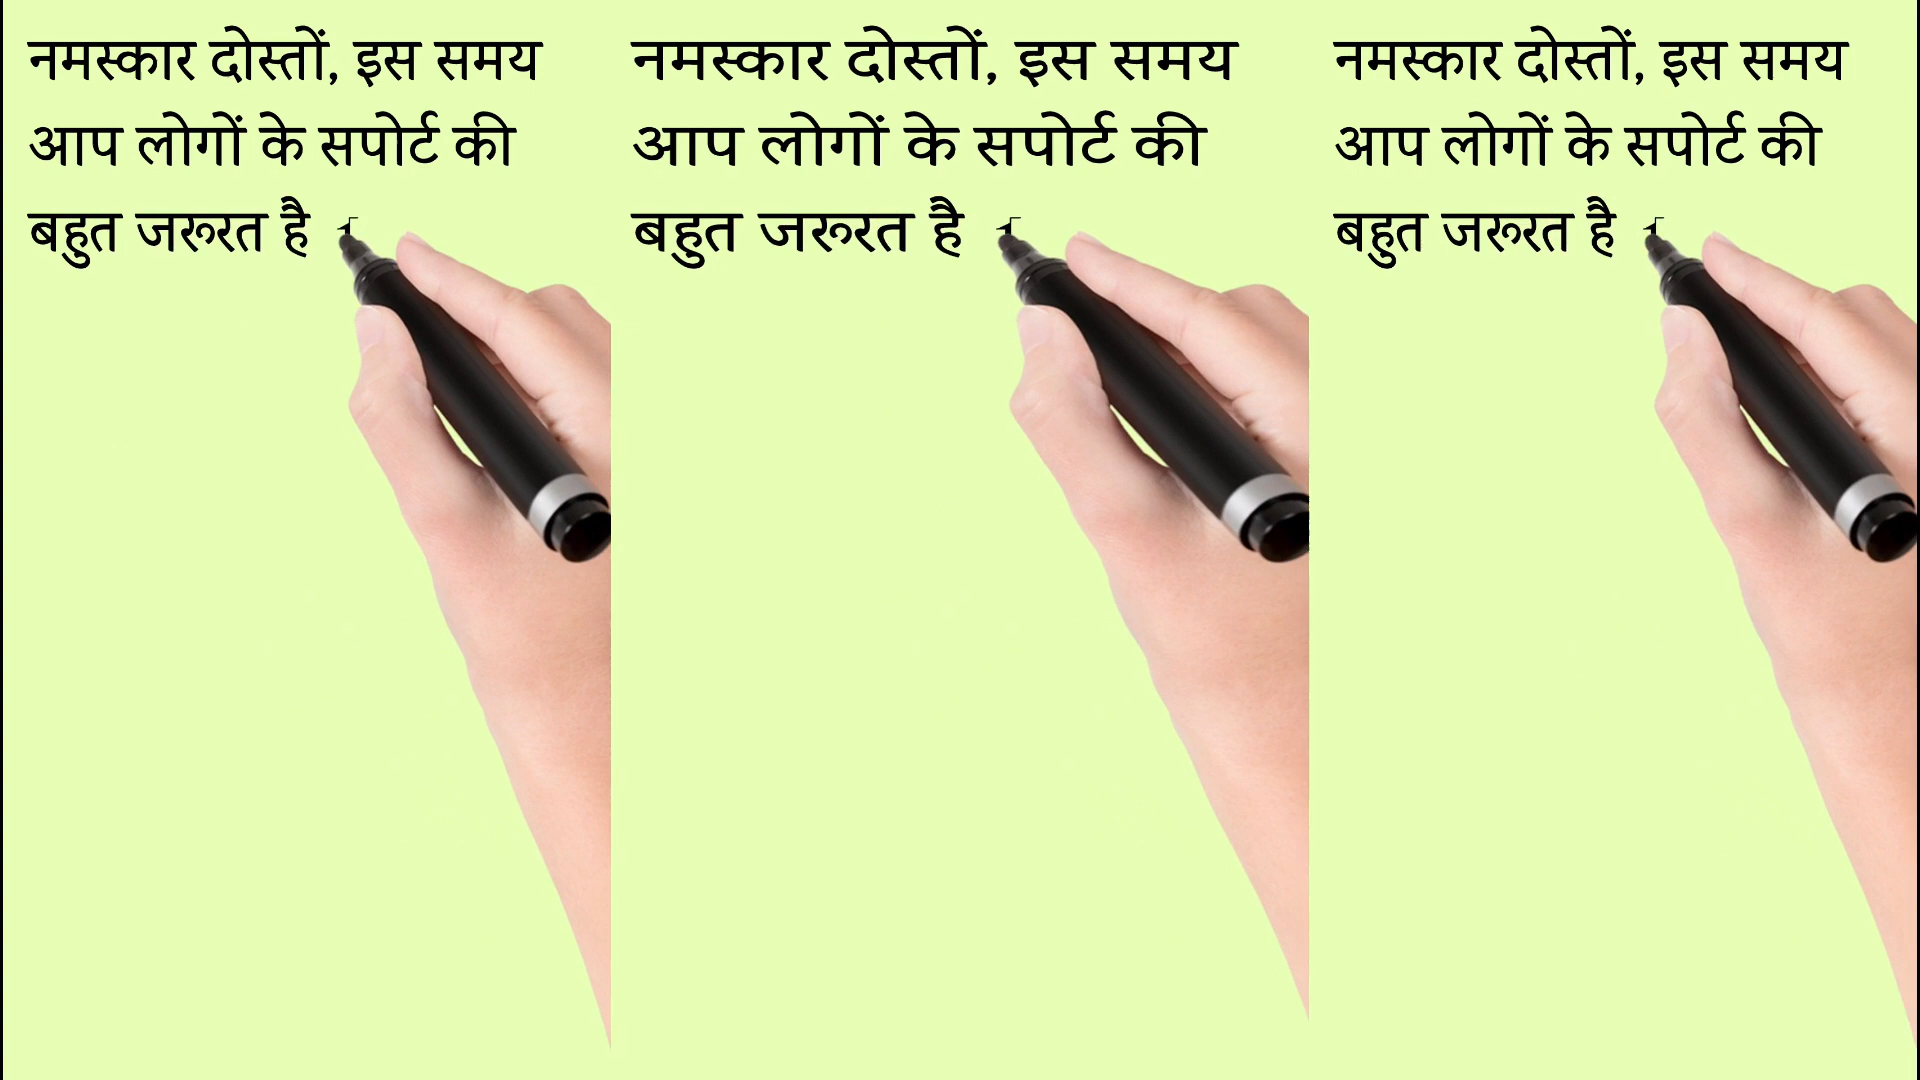 नमस्कार दोस्तों, इस समय
आप लोगों के सपोर्ट की
बहुत जरूरत है
नमस्कार दोस्तों, इस समय
आप लोगों के सपोर्ट की
बहुत जरूरत है
नमस्कार दोस्तों, इस समय
आप लोगों के सपोर्ट की
बहुत जरूरत है